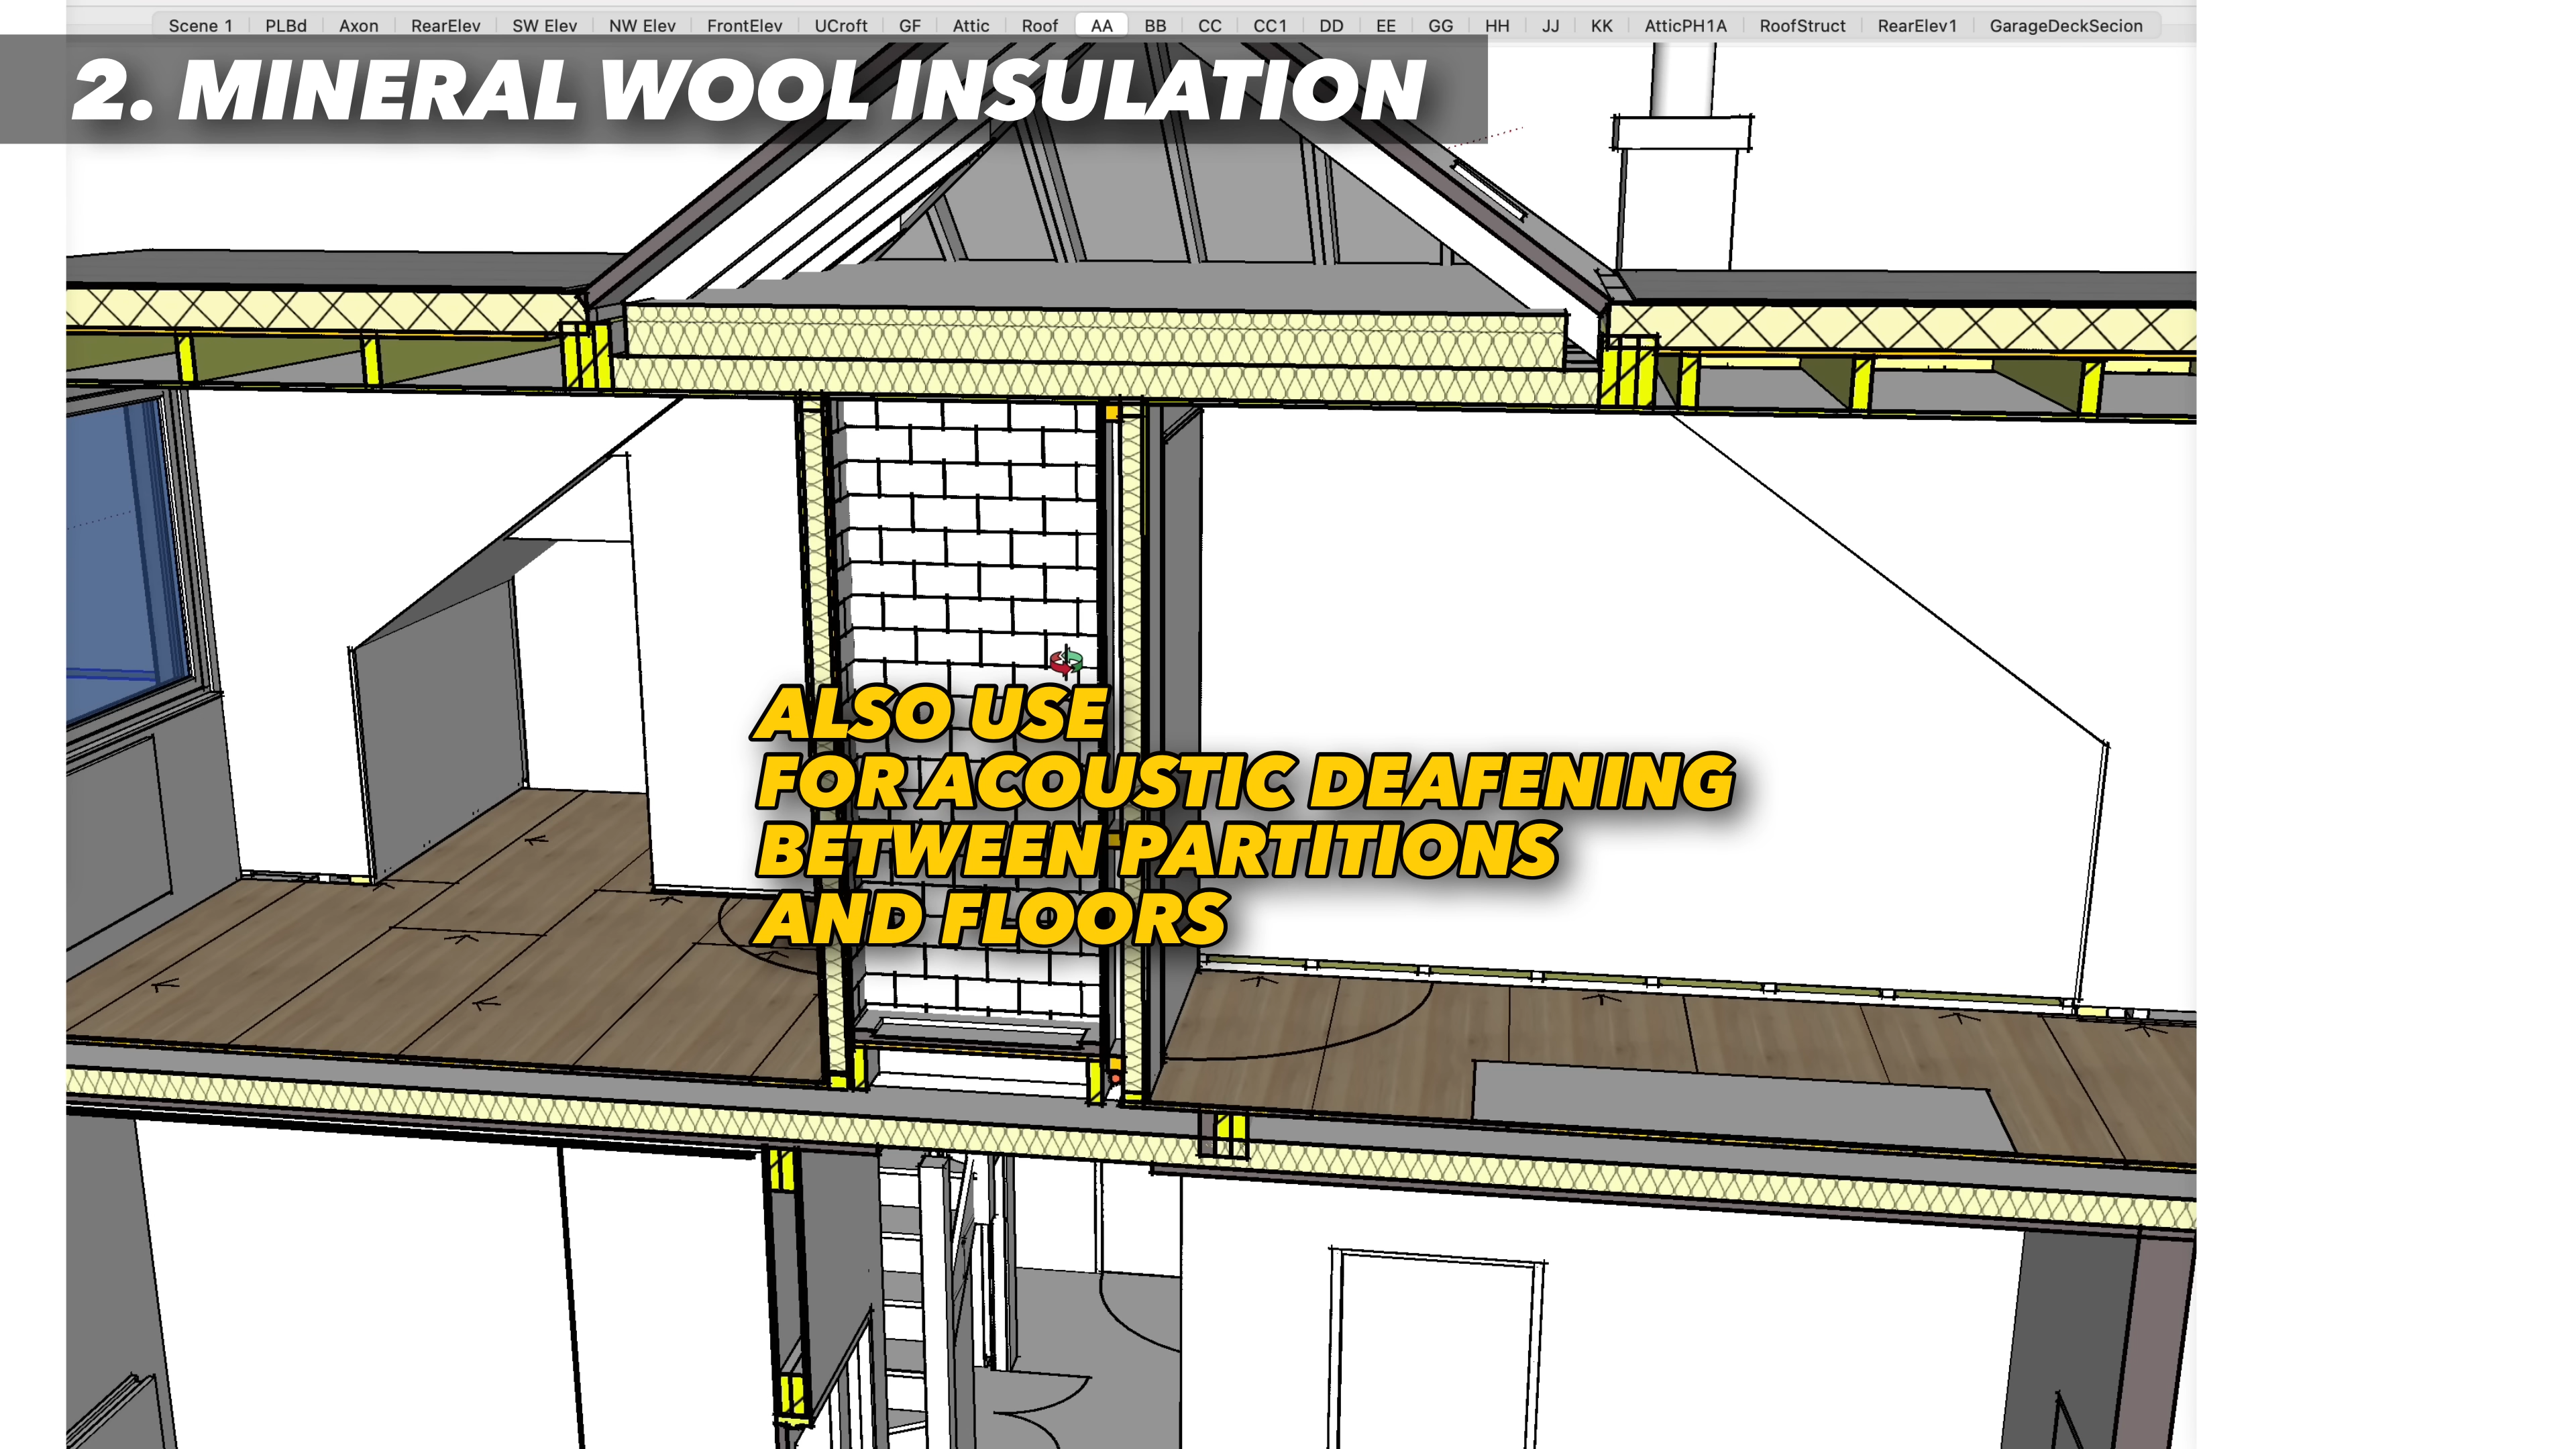 Scene 1 PLBd Axon RearElev SW Elev NW Elev FrontElev UCroft GF Attic Roof AA BB CC CC1 DD EE GG HH JJ KK AtticPH1A RoofStruct RearElev1 GarageDeckSecion
2. MINERAL WOOL INSULATION
ALSO USE
FOR ACOUSTIC DEAFENING
BETWEEN PARTITIONS
AND FLOORS